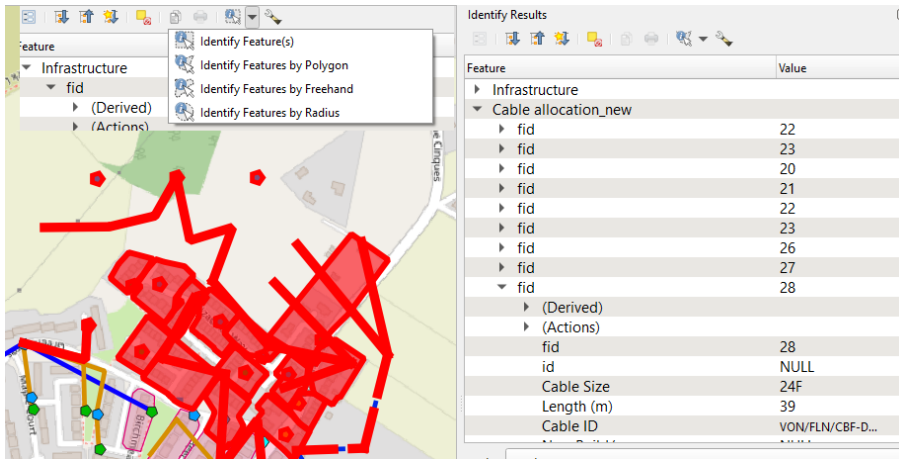 Feature
Infrastructure
fid
(Derived)
(Actions)
Identify Feature(s)
Identify Features by Polygon
Identify Features by Freehand
Identify Features by Radius
Cinques
Court
Birchm
Identify Results
Feature Value
Infrastructure
Cable allocation_new
fid 22
fid 23
fid 20
fid 21
fid 22
fid 23
fid 26
fid 27
fid 28
(Derived)
(Actions)
fid 28
id NULL
Cable Size 24F
Length (m) 39
Cable ID VON/FLN/CBF-D...